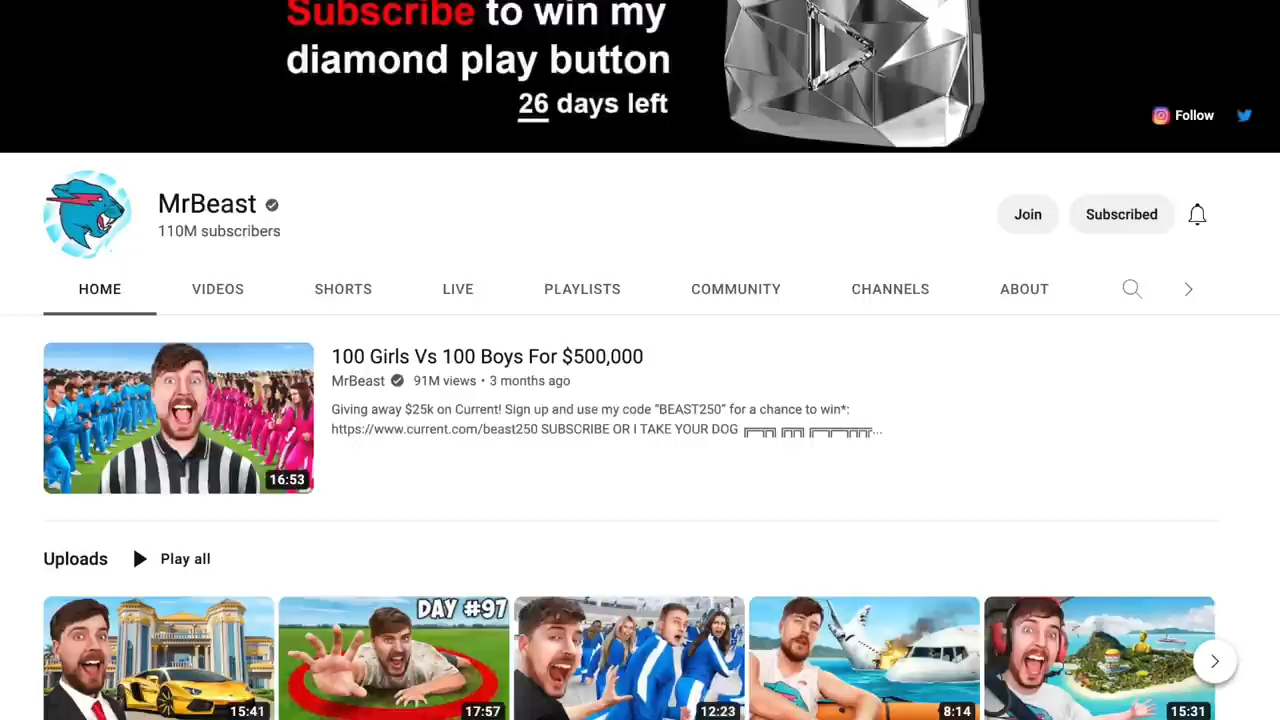 Subscribe to win my
diamond play button
26 days left
Follow
MrBeast
110M subscribers
Join
Subscribed
HOME
VIDEOS
SHORTS
LIVE
PLAYLISTS
COMMUNITY
CHANNELS
ABOUT
100 Girls Vs 100 Boys For $500,000
MrBeast 91M views • 3 months ago
Giving away $25k on Current! Sign up and use my code “BEAST250” for a chance to win*:
https://www.current.com/beast250 SUBSCRIBE OR I TAKE YOUR DOG ╔═╦╗ ╔╦╗ ╔═╦═╦╦╦...
16:53
Uploads
Play all
DAY #97
15:41
17:57
12:23
8:14
15:31